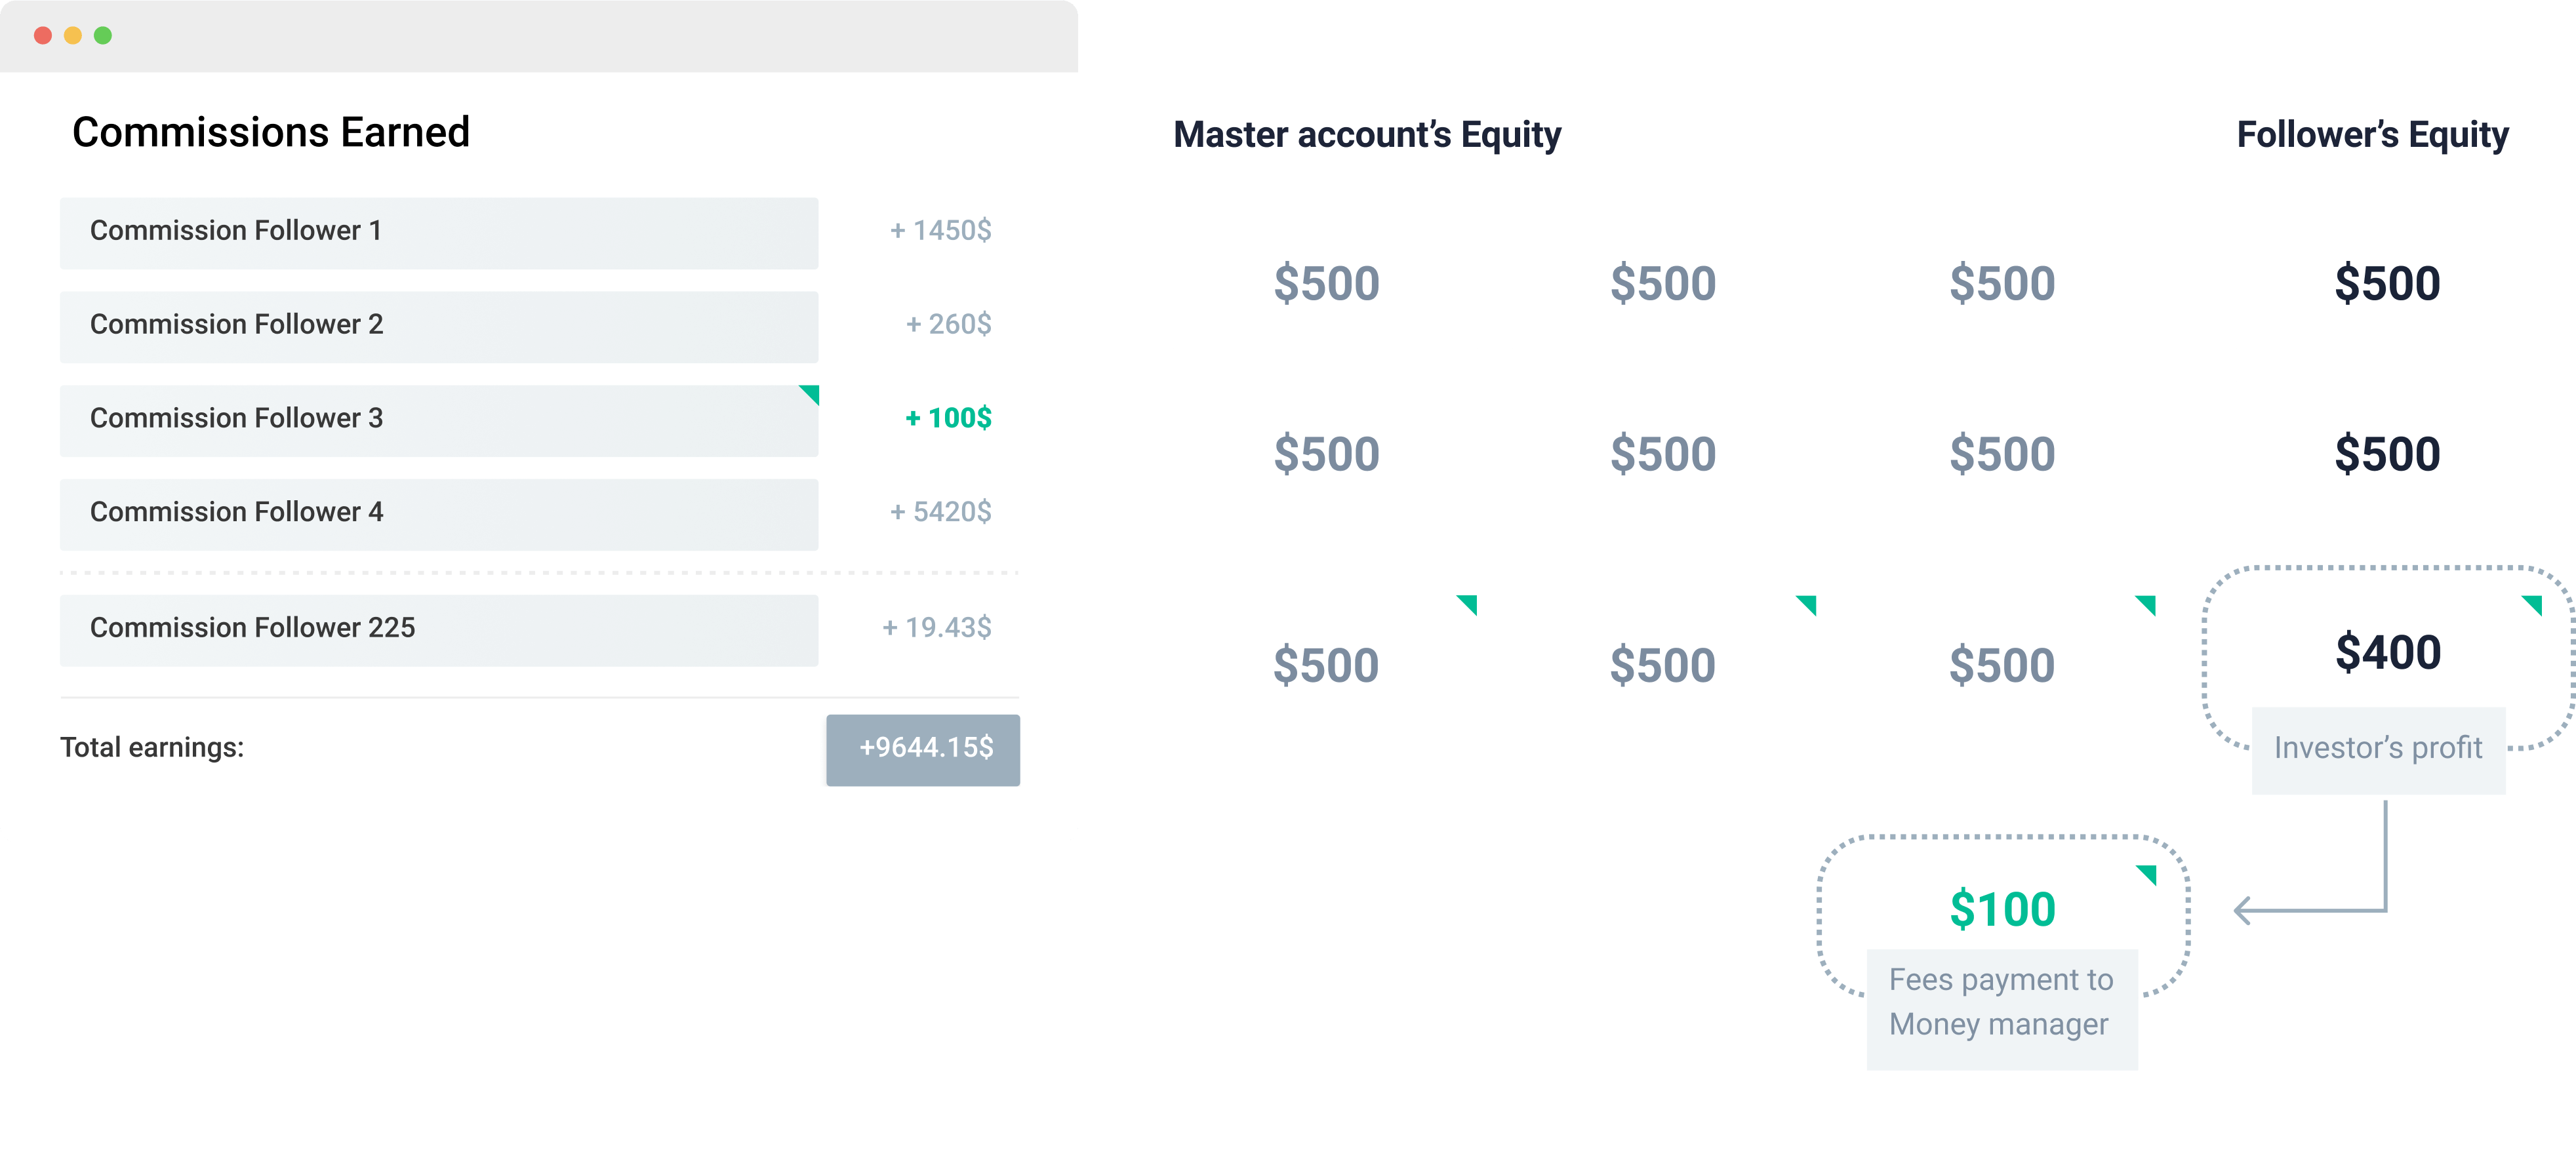 Commissions Earned
Commission Follower 1
+ 1450$
Commission Follower 2
+ 260$
Commission Follower 3
+ 100$
Commission Follower 4
+ 5420$
Commission Follower 225
+ 19.43$
Total earnings:
+9644.15$
Master account’s Equity
Follower’s Equity
$500 $500 $500 $500
$500 $500 $500 $500
$500 $500 $500 $400
Investor’s profit
$100
Fees payment to
Money manager